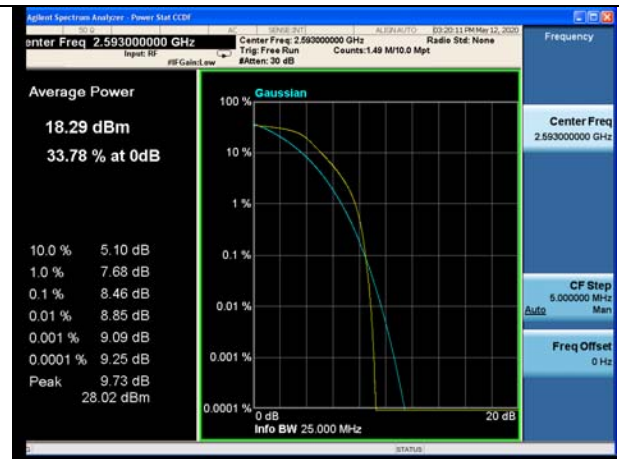 Agilent Spectrum Analyzer - Power Stat CCDF
50 Ω AC SENSE:INT ALIGN AUTO 03:20:11 PM May 12, 2020
enter Freq 2.593000000 GHz
Center Freq: 2.593000000 GHz Radio Std: None
Input: RF Trig: Free Run Counts:1.49 M/10.0 Mpt
#IFGain:Low #Atten: 30 dB
Frequency
Average Power
18.29 dBm
33.78 % at 0dB
10.0 % 5.10 dB
1.0 % 7.68 dB
0.1 % 8.46 dB
0.01 % 8.85 dB
0.001 % 9.09 dB
0.0001 % 9.25 dB
Peak 9.73 dB
28.02 dBm
Gaussian
100 %
10 %
1 %
0.1 %
0.01 %
0.001 %
0.0001 %
0 dB 20 dB
Info BW 25.000 MHz
Center Freq
2.593000000 GHz
CF Step
5.000000 MHz
Auto Man
Freq Offset
0 Hz
STATUS